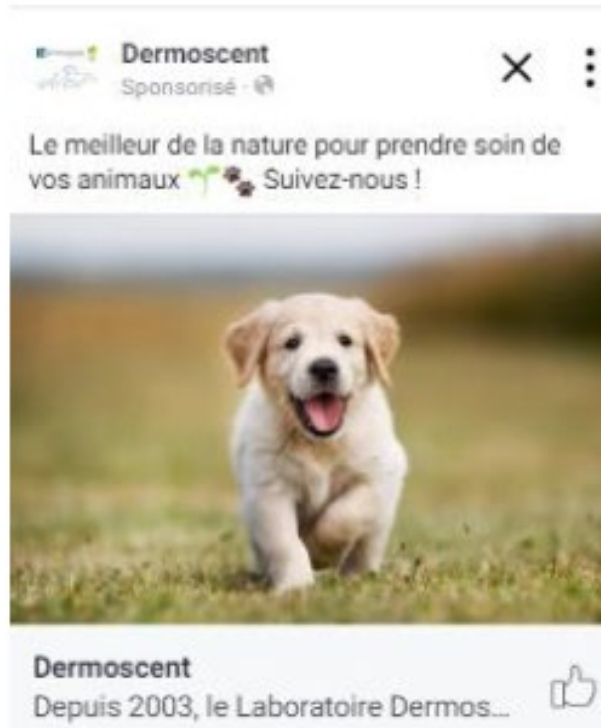 Dermoscent
Sponsorisé ·
Le meilleur de la nature pour prendre soin de
vos animaux 🌱🐾 Suivez-nous !
Dermoscent
Depuis 2003, le Laboratoire Dermos...